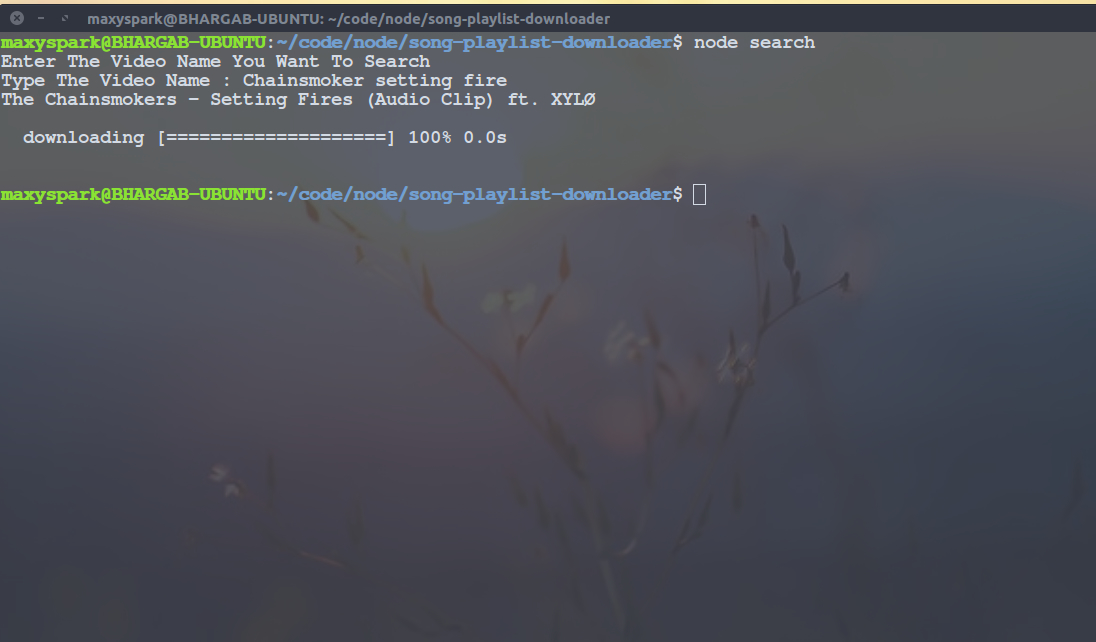 maxyspark@BHARGAB-UBUNTU: ~/code/node/song-playlist-downloader
maxyspark@BHARGAB-UBUNTU:~/code/node/song-playlist-downloader$ node search
Enter The Video Name You Want To Search
Type The Video Name : Chainsmoker setting fire
The Chainsmokers - Setting Fires (Audio Clip) ft. XYLØ
downloading [====================] 100% 0.0s
maxyspark@BHARGAB-UBUNTU:~/code/node/song-playlist-downloader$